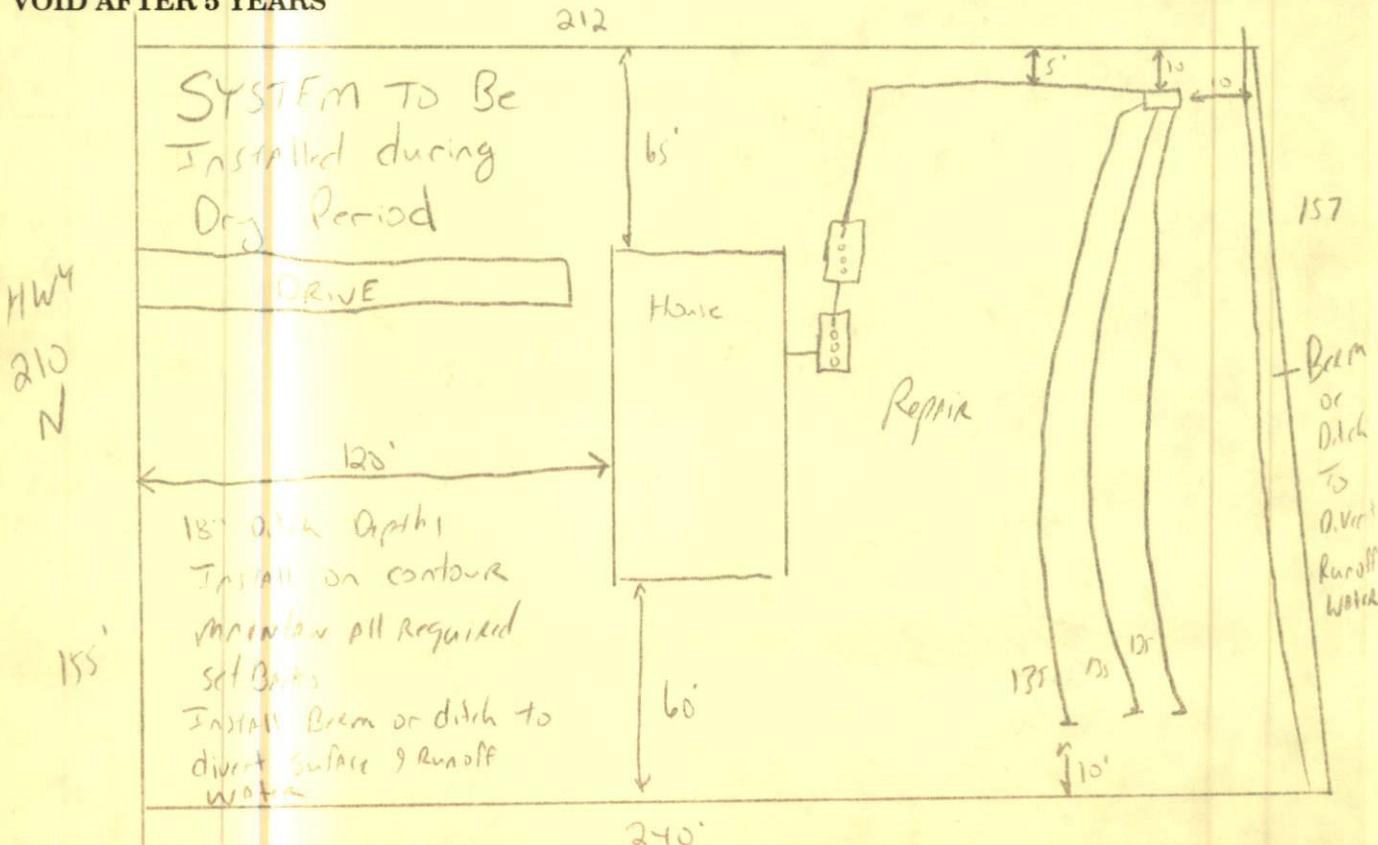 VOID AFTER 5 YEARS
212
5'
10
10
65'
SYSTEM TO Be
Installed during
Dry Period
DRIVE
HWY
210
N
House
157
Repair
Berm
or
Ditch
To
Divert
Runoff
Water
120'
18" Ditch Depth
Install on contour
Maintain All Required
Set Backs
Install Berm or ditch to
divert Surface & Runoff
Water
155'
60'
135
135
135
10'
240'